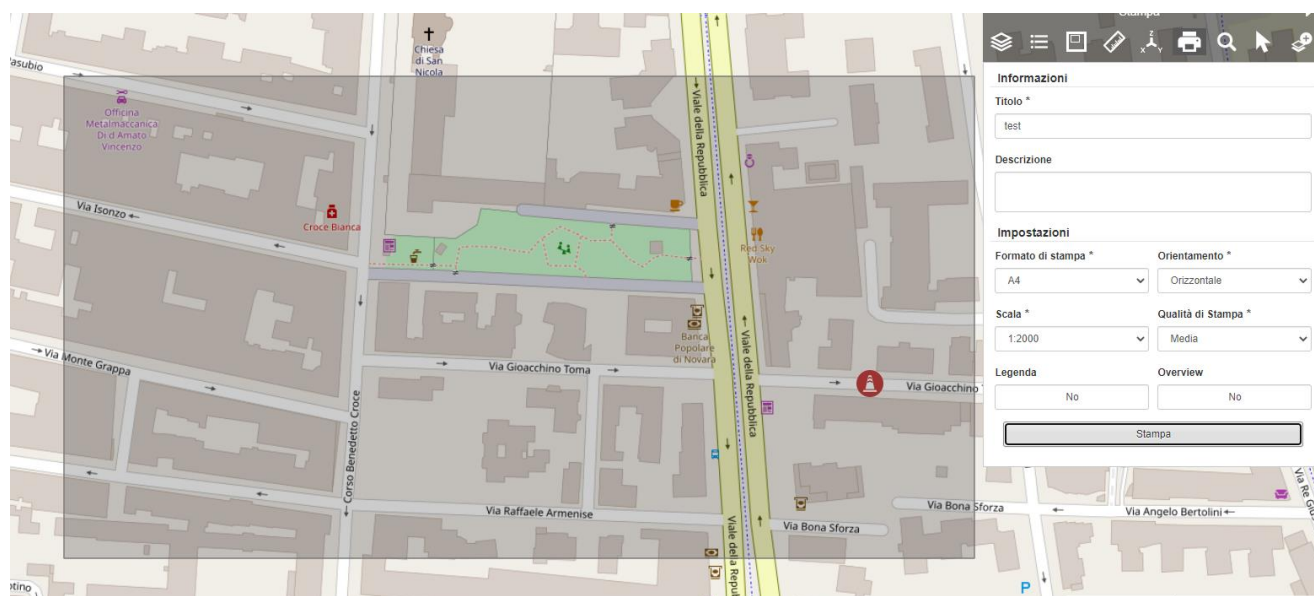 Stampa
Chiesa
di San
Nicola
Officina
Metalmaccanica
Di d Amato
Vincenzo
Viale della Repubblica
Via Isonzo
Croce Bianca
Red Sky
Wok
Banca
Popolare
di Novara
Via Monte Grappa
Via Gioacchino Toma
Viale della Repubblica
Via Gioacchino
Corso Benedetto Croce
Via Raffaele Armenise
Via Bona Sforza
Via Bona Sforza
Via Angelo Bertolini
Viale della Repubb
P
Z
X
Y
Informazioni
Titolo *
test
Descrizione
Impostazioni
Formato di stampa *
Orientamento *
A4
Orizzontale
Scala *
Qualità di Stampa *
1:2000
Media
Legenda
Overview
No
No
Stampa